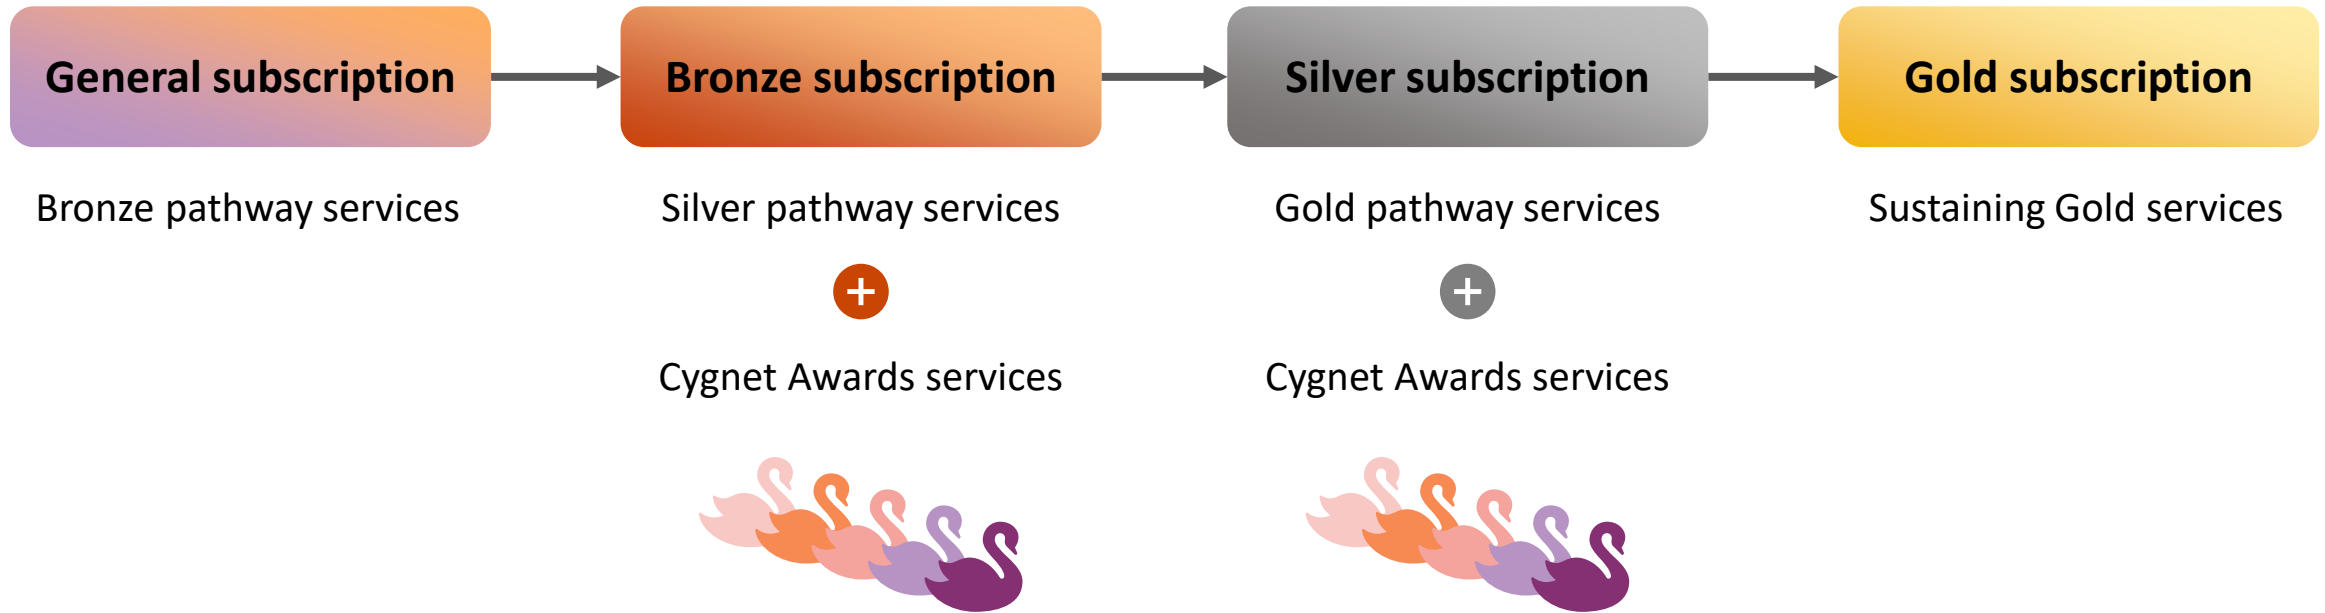 General subscription
Bronze subscription
Silver subscription
Gold subscription
Bronze pathway services
Silver pathway services
Gold pathway services
Sustaining Gold services
+
+
Cygnet Awards services
Cygnet Awards services